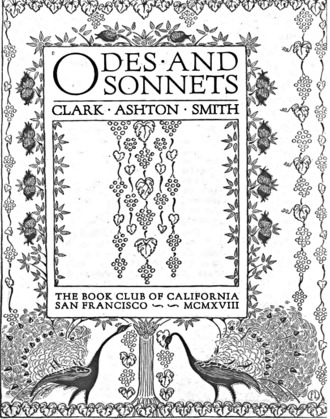 ODES · AND
SONNETS
CLARK · ASHTON · SMITH
THE BOOK CLUB OF CALIFORNIA
SAN FRANCISCO ~ ~ MCMXVIII